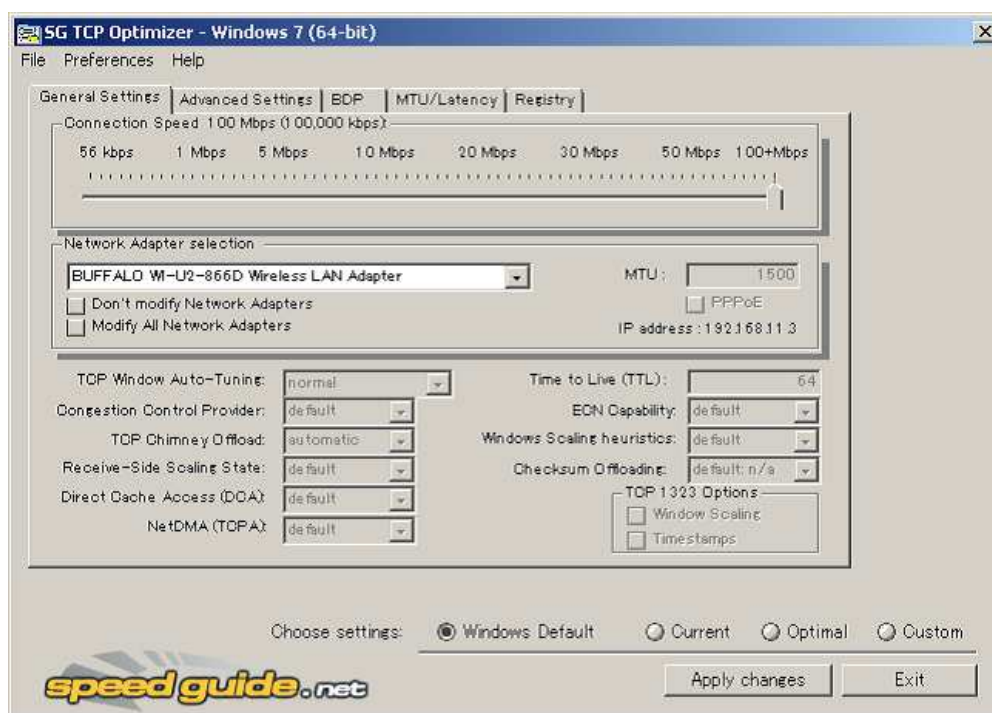 SG TCP Optimizer - Windows 7 (64-bit)
File Preferences Help
General Settings Advanced Settings BDP MTU/Latency Registry
Connection Speed 100 Mbps (100,000 kbps):
56 kbps 1 Mbps 5 Mbps 10 Mbps 20 Mbps 30 Mbps 50 Mbps 100+Mbps
Network Adapter selection
BUFFALO WI-U2-866D Wireless LAN Adapter
MTU : 1500
Don't modify Network Adapters
PPPoE
Modify All Network Adapters
IP address : 192.168.11.3
TCP Window Auto-Tuning: normal
Time to Live (TTL) : 64
Congestion Control Provider: default
ECN Capability: default
TCP Chimney Offload: automatic
Windows Scaling heuristics: default
Receive-Side Scaling State: default
Checksum Offloading: default: n/a
Direct Cache Access (DCA): default
TCP 1323 Options
Window Scaling
NetDMA (TCPA): default
Timestamps
Choose settings: Windows Default Current Optimal Custom
speedguide.net
Apply changes Exit